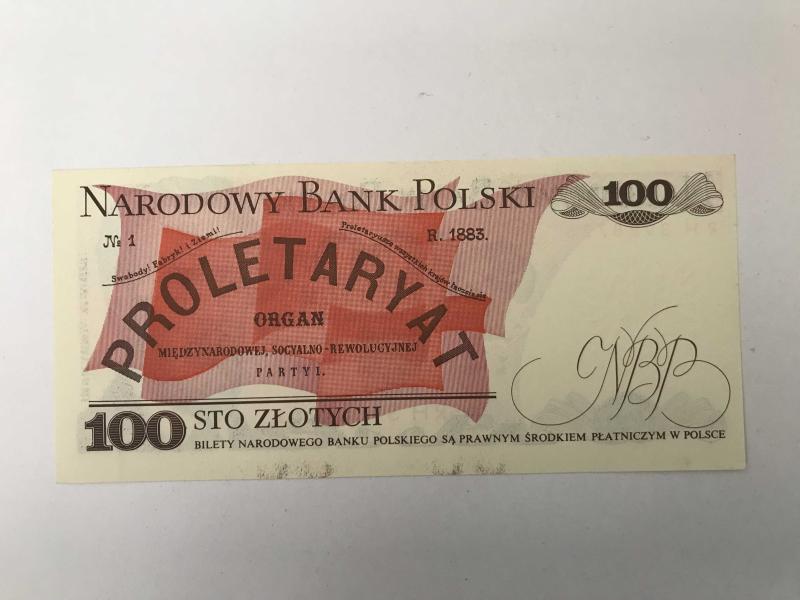 NARODOWY BANK POLSKI
100
№ 1
R. 1883.
Swobody! Fabryk! i Ziemi!
Proletaryusze wszystkich krajów łączcie się
PROLETARYAT
ORGAN
MIĘDZYNARODOWEJ, SOCYALNO-REWOLUCYJNEJ
PARTYI.
NBP
100 STO ZŁOTYCH
BILETY NARODOWEGO BANKU POLSKIEGO SĄ PRAWNYM ŚRODKIEM PŁATNICZYM W POLSCE